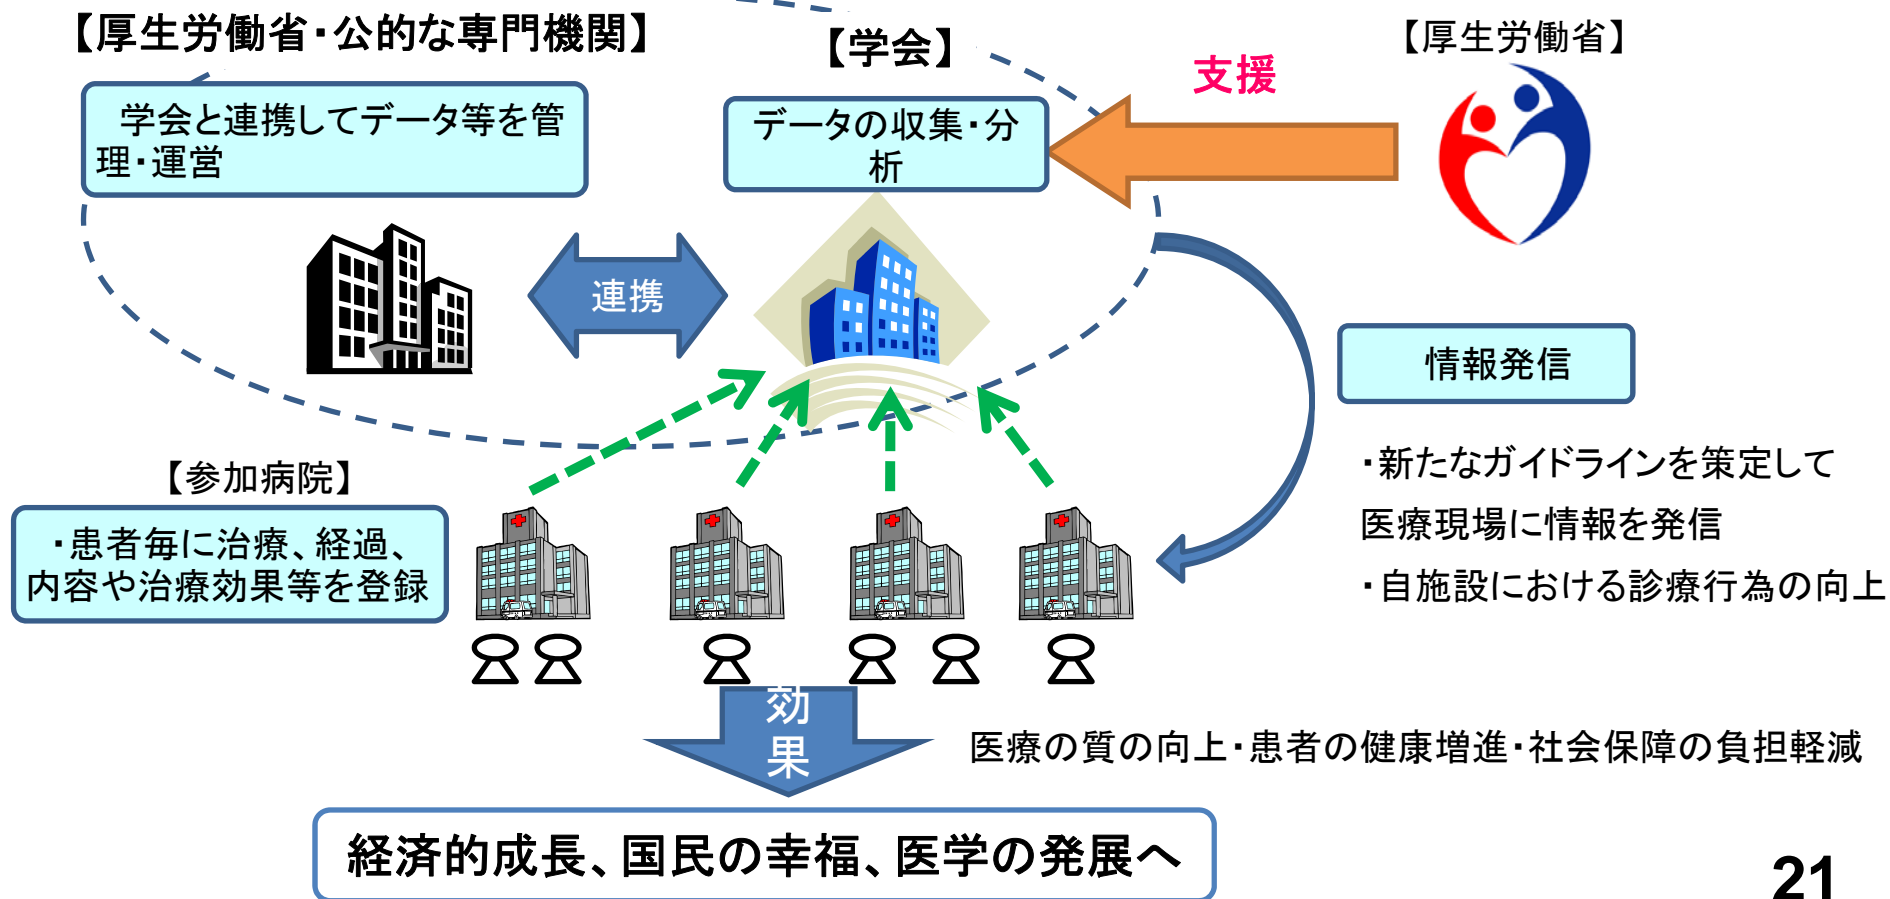 【厚生労働省・公的な専門機関】
【学会】
【厚生労働省】
支援
学会と連携してデータ等を管
理・運営
データの収集・分
析
連携
情報発信
【参加病院】
・患者毎に治療、経過、
内容や治療効果等を登録
・新たなガイドラインを策定して
医療現場に情報を発信
・自施設における診療行為の向上
効
果
医療の質の向上・患者の健康増進・社会保障の負担軽減
経済的成長、国民の幸福、医学の発展へ
21